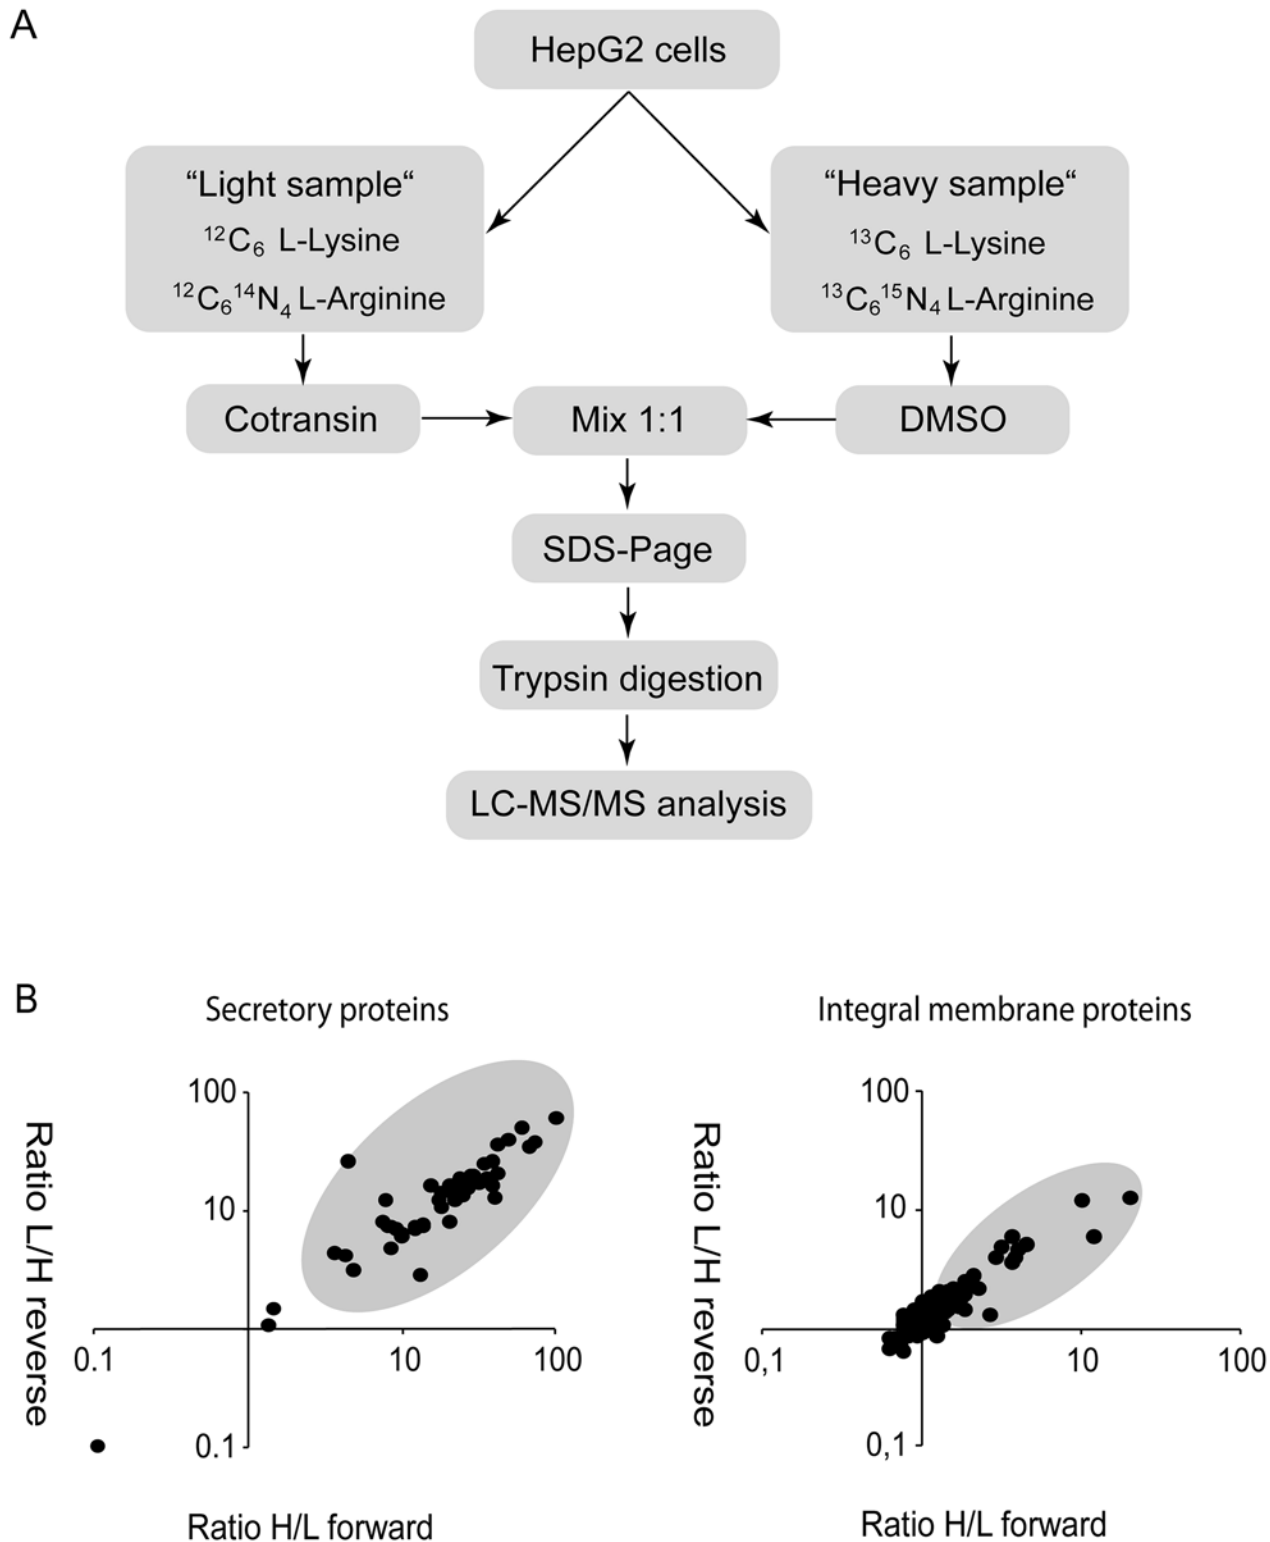 A
HepG2 cells
“Light sample“
¹²C₆ L-Lysine
¹²C₆¹⁴N₄ L-Arginine
“Heavy sample“
¹³C₆ L-Lysine
¹³C₆¹⁵N₄ L-Arginine
Cotransin
Mix 1:1
DMSO
SDS-Page
Trypsin digestion
LC-MS/MS analysis
B
Secretory proteins
Ratio L/H reverse
100
10
0.1
10
100
0.1
Ratio H/L forward
Integral membrane proteins
Ratio L/H reverse
100
10
0,1
10
100
0,1
Ratio H/L forward